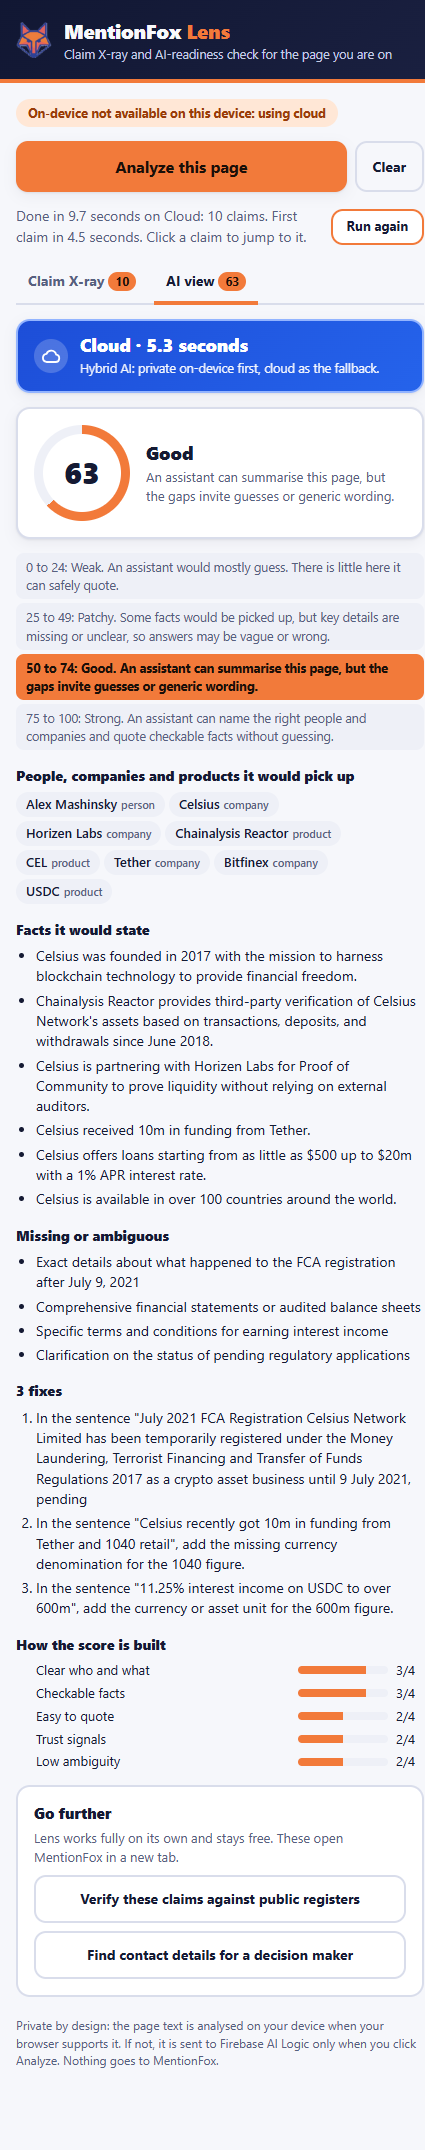 MentionFox Lens
Claim X-ray and AI-readiness check for the page you are on
On-device not available on this device: using cloud
Analyze this page
Clear
Done in 9.7 seconds on Cloud: 10 claims. First
claim in 4.5 seconds. Click a claim to jump to it.
Run again
Claim X-ray 10
AI view 63
Cloud · 5.3 seconds
Hybrid AI: private on-device first, cloud as the fallback.
63
Good
An assistant can summarise this page, but
the gaps invite guesses or generic wording.
0 to 24: Weak. An assistant would mostly guess. There is little here it
can safely quote.
25 to 49: Patchy. Some facts would be picked up, but key details are
missing or unclear, so answers may be vague or wrong.
50 to 74: Good. An assistant can summarise this page, but the
gaps invite guesses or generic wording.
75 to 100: Strong. An assistant can name the right people and
companies and quote checkable facts without guessing.
People, companies and products it would pick up
Alex Mashinsky person
Celsius company
Horizen Labs company
Chainalysis Reactor product
CEL product
Tether company
Bitfinex company
USDC product
Facts it would state
• Celsius was founded in 2017 with the mission to harness
blockchain technology to provide financial freedom.
• Chainalysis Reactor provides third-party verification of Celsius
Network's assets based on transactions, deposits, and
withdrawals since June 2018.
• Celsius is partnering with Horizen Labs for Proof of
Community to prove liquidity without relying on external
auditors.
• Celsius received 10m in funding from Tether.
• Celsius offers loans starting from as little as $500 up to $20m
with a 1% APR interest rate.
• Celsius is available in over 100 countries around the world.
Missing or ambiguous
• Exact details about what happened to the FCA registration
after July 9, 2021
• Comprehensive financial statements or audited balance sheets
• Specific terms and conditions for earning interest income
• Clarification on the status of pending regulatory applications
3 fixes
1. In the sentence "July 2021 FCA Registration Celsius Network
Limited has been temporarily registered under the Money
Laundering, Terrorist Financing and Transfer of Funds
Regulations 2017 as a crypto asset business until 9 July 2021,
pending
2. In the sentence "Celsius recently got 10m in funding from
Tether and 1040 retail", add the missing currency
denomination for the 1040 figure.
3. In the sentence "11.25% interest income on USDC to over
600m", add the currency or asset unit for the 600m figure.
How the score is built
Clear who and what 3/4
Checkable facts 3/4
Easy to quote 2/4
Trust signals 2/4
Low ambiguity 2/4
Go further
Lens works fully on its own and stays free. These open
MentionFox in a new tab.
Verify these claims against public registers
Find contact details for a decision maker
Private by design: the page text is analysed on your device when your
browser supports it. If not, it is sent to Firebase AI Logic only when you click
Analyze. Nothing goes to MentionFox.